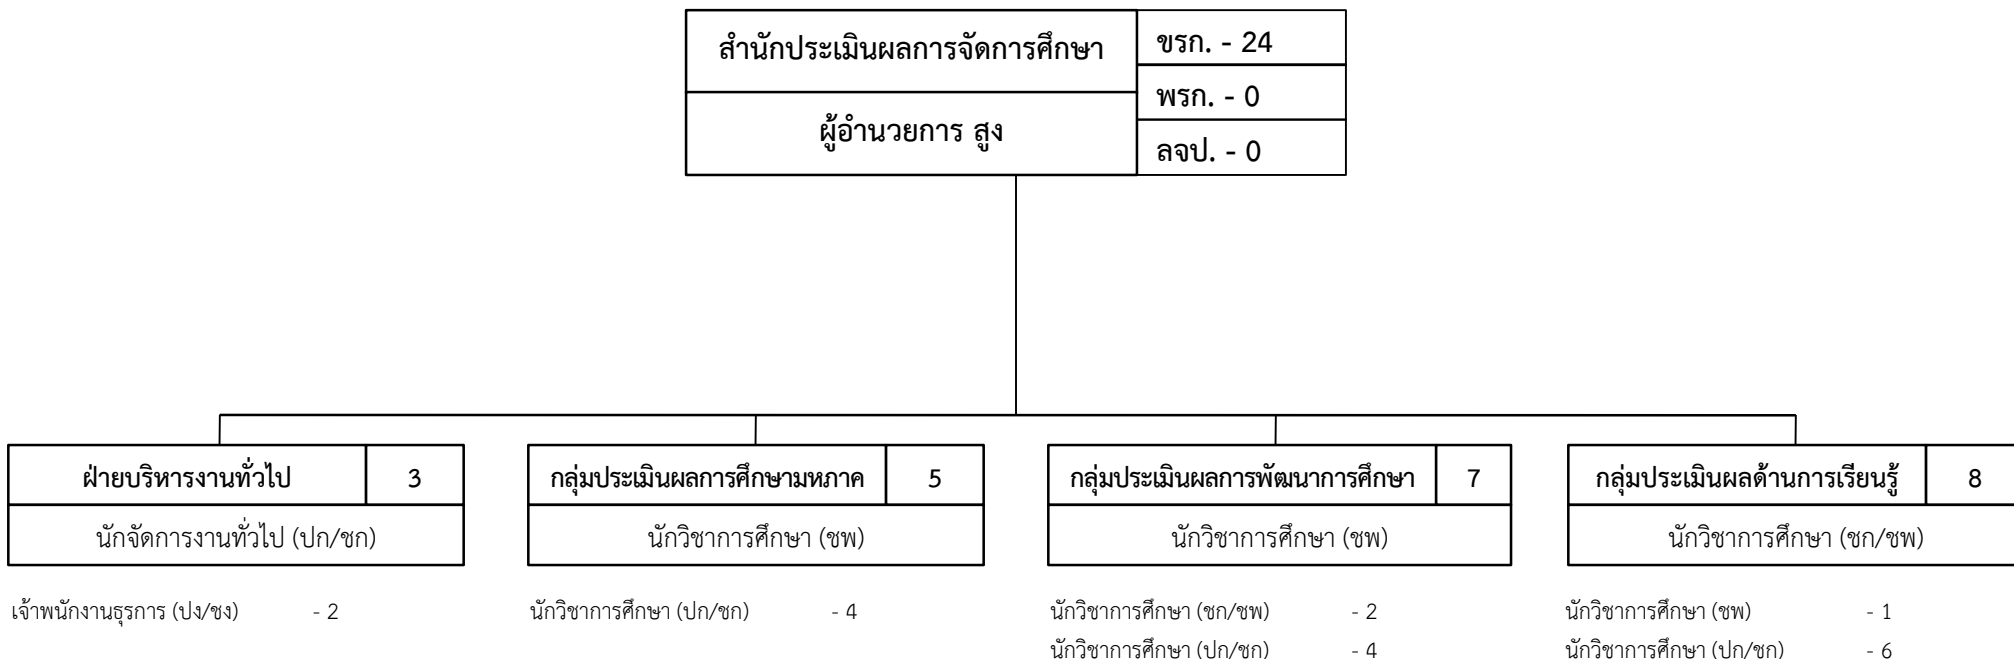 สำนักประเมินผลการจัดการศึกษา
ผู้อำนวยการ สูง
ขรก. - 24
พรก. - 0
ลจป. - 0
ฝ่ายบริหารงานทั่วไป 3
นักจัดการงานทั่วไป (ปก/ชก)
เจ้าพนักงานธุรการ (ปง/ชง) - 2
กลุ่มประเมินผลการศึกษามหภาค 5
นักวิชาการศึกษา (ชพ)
นักวิชาการศึกษา (ปก/ชก) - 4
กลุ่มประเมินผลการพัฒนาการศึกษา 7
นักวิชาการศึกษา (ชพ)
นักวิชาการศึกษา (ชก/ชพ) - 2
นักวิชาการศึกษา (ปก/ชก) - 4
กลุ่มประเมินผลด้านการเรียนรู้ 8
นักวิชาการศึกษา (ชก/ชพ)
นักวิชาการศึกษา (ชพ) - 1
นักวิชาการศึกษา (ปก/ชก) - 6